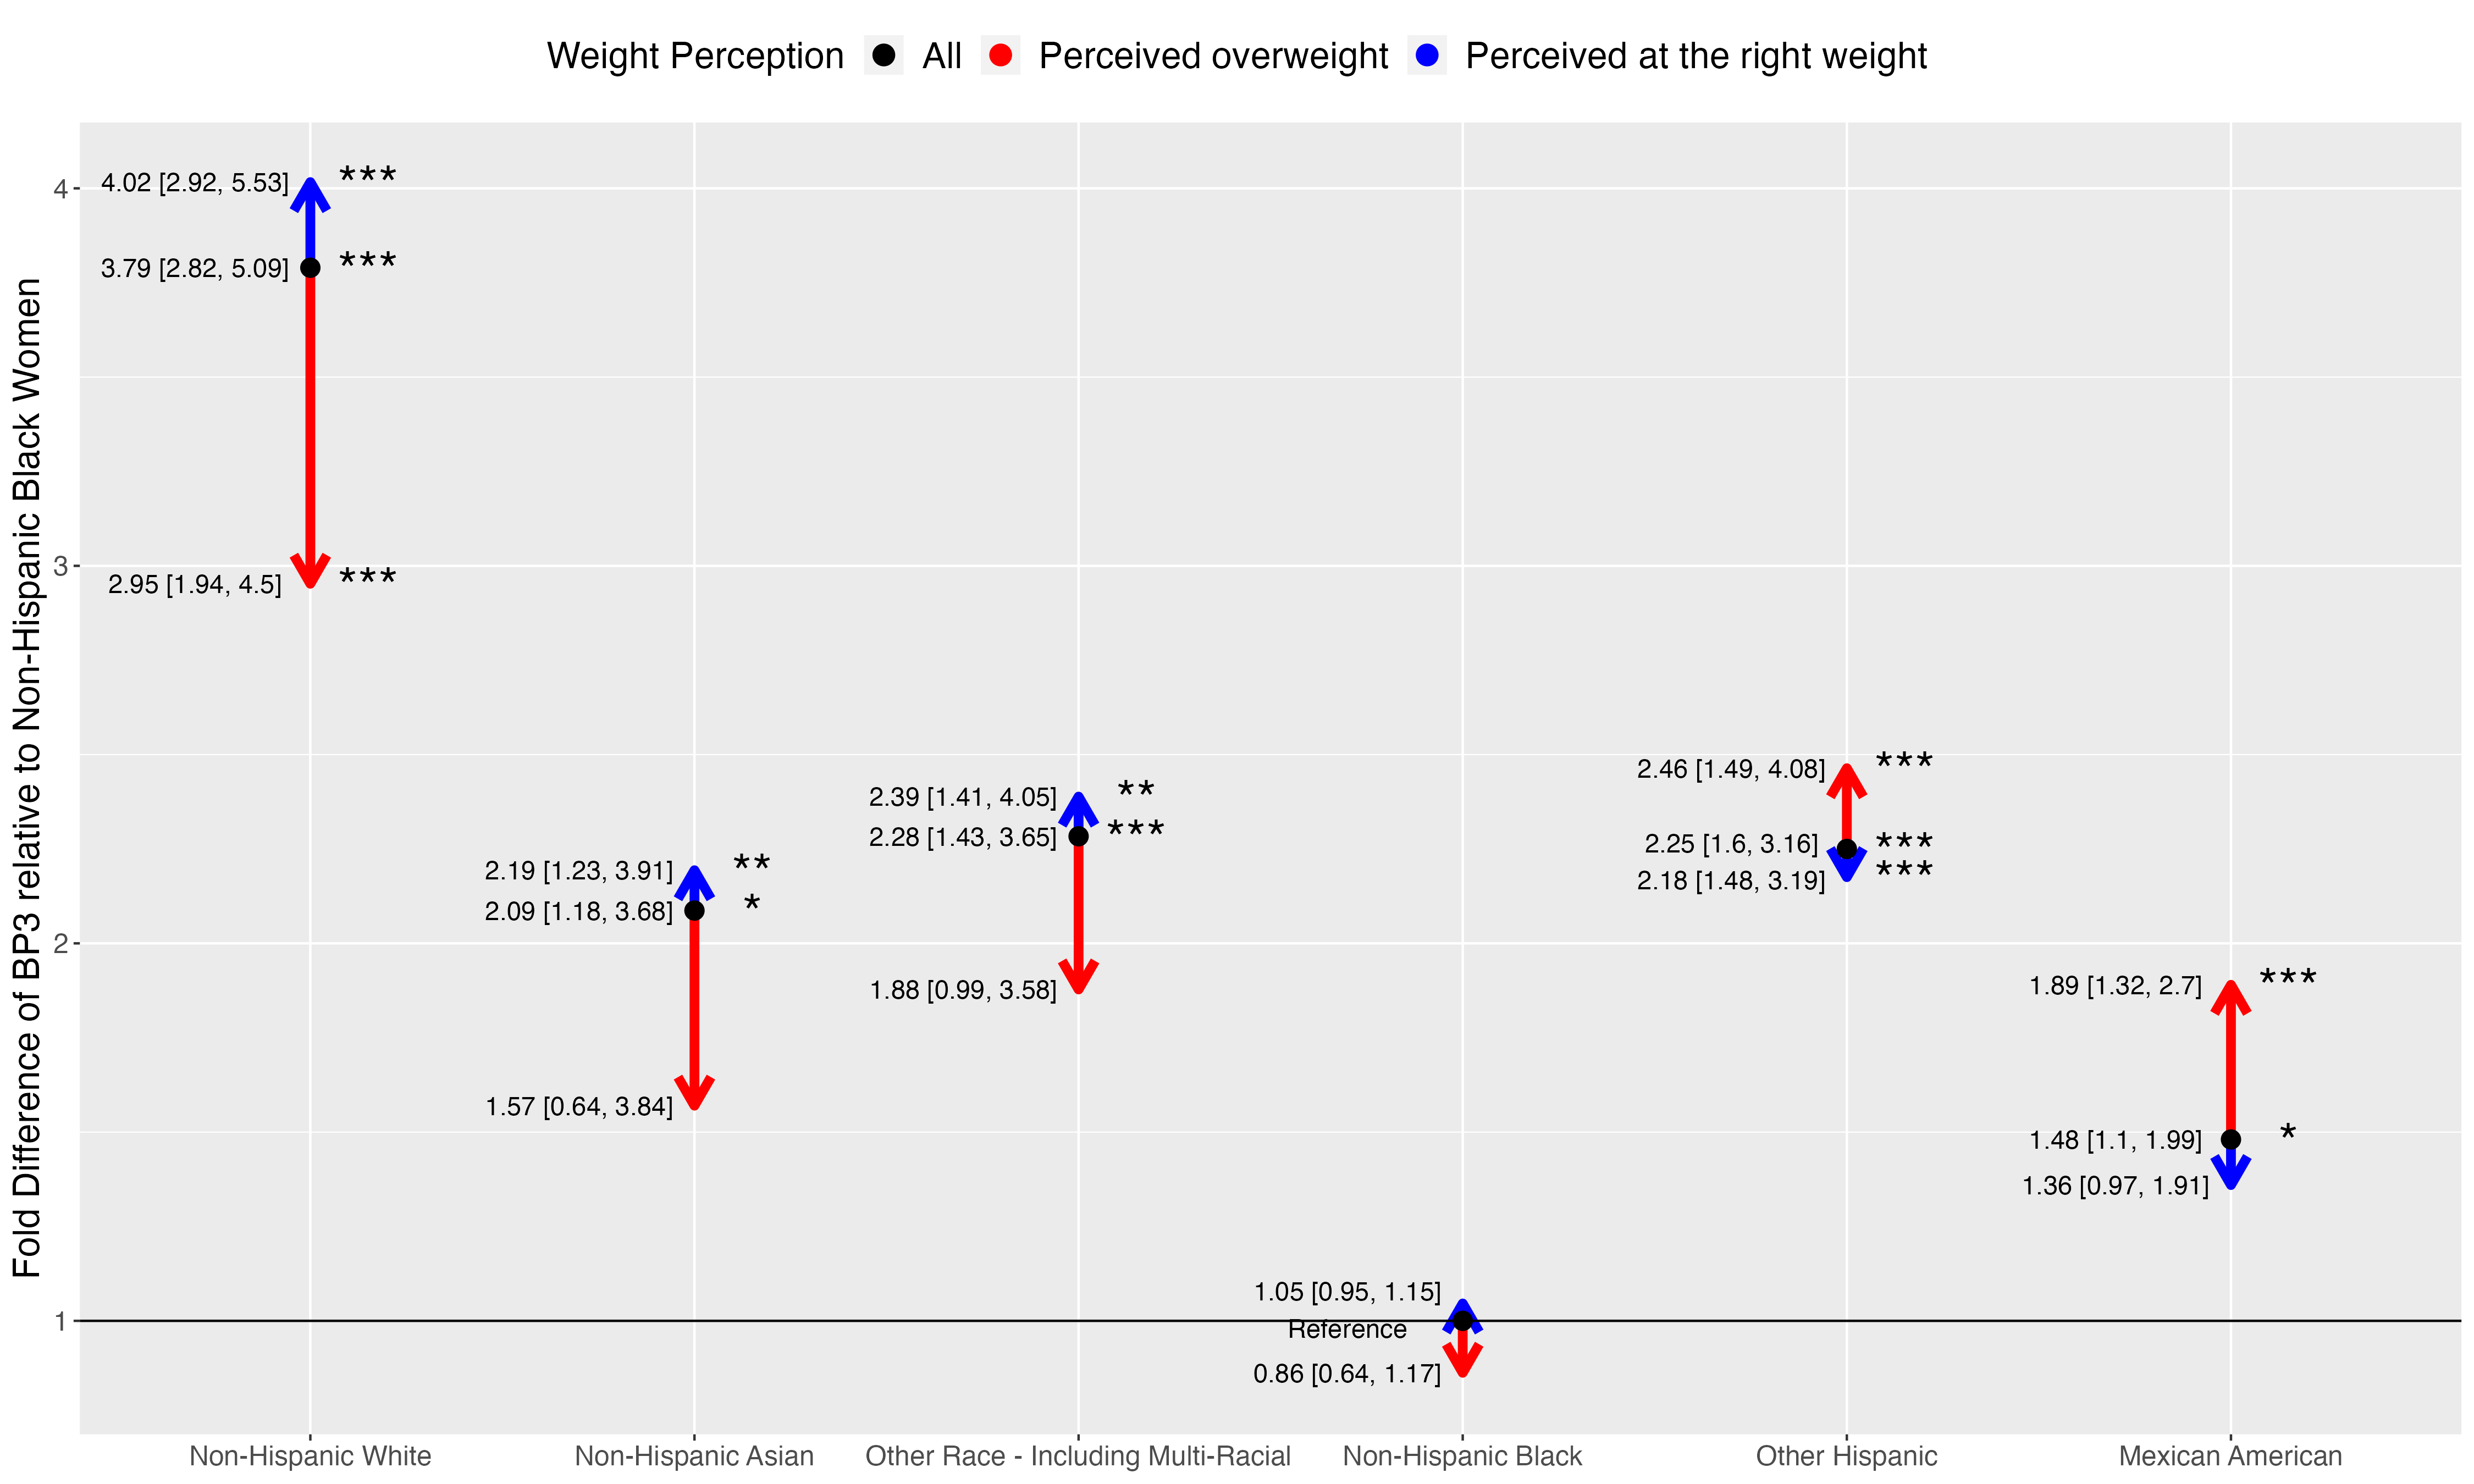 Weight Perception All Perceived overweight Perceived at the right weight
Fold Difference of BP3 relative to Non-Hispanic Black Women
4
3
2
1
4.02 [2.92, 5.53] ***
3.79 [2.82, 5.09] ***
2.95 [1.94, 4.5] ***
2.19 [1.23, 3.91] **
2.09 [1.18, 3.68] *
1.57 [0.64, 3.84]
2.39 [1.41, 4.05] **
2.28 [1.43, 3.65] ***
1.88 [0.99, 3.58]
1.05 [0.95, 1.15]
Reference
0.86 [0.64, 1.17]
2.46 [1.49, 4.08] ***
2.25 [1.6, 3.16] ***
2.18 [1.48, 3.19] ***
1.89 [1.32, 2.7] ***
1.48 [1.1, 1.99] *
1.36 [0.97, 1.91]
Non-Hispanic White Non-Hispanic Asian Other Race - Including Multi-Racial Non-Hispanic Black Other Hispanic Mexican American